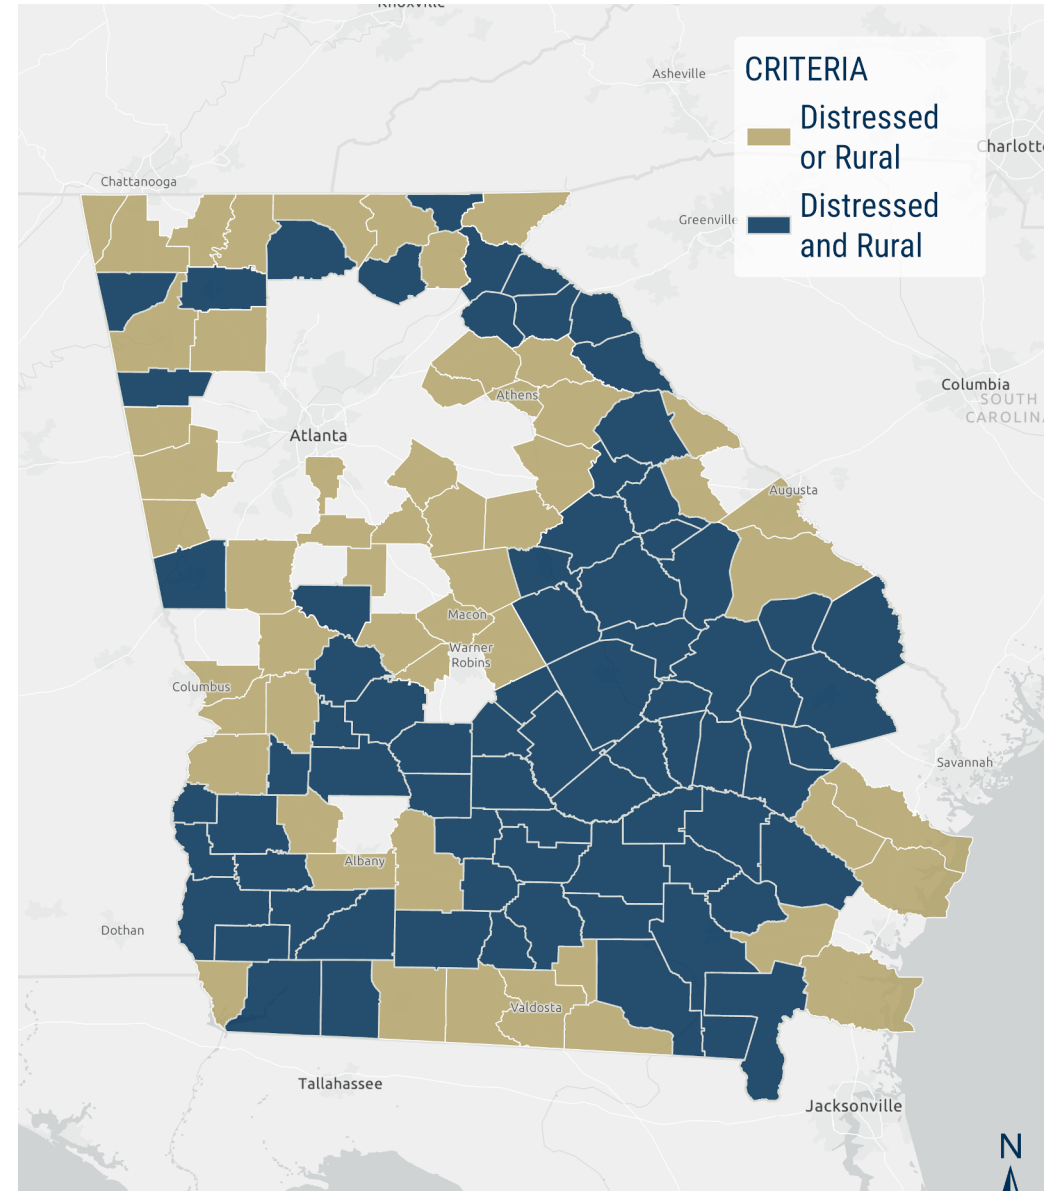 Knoxville
Asheville
CRITERIA
Distressed
or Rural
Distressed
and Rural
Charlotte
Chattanooga
Greenville
Columbia
SOUTH
CAROLINA
Athens
Atlanta
Augusta
Macon
Warner
Robins
Columbus
Savannah
Albany
Dothan
Valdosta
Tallahassee
Jacksonville
N